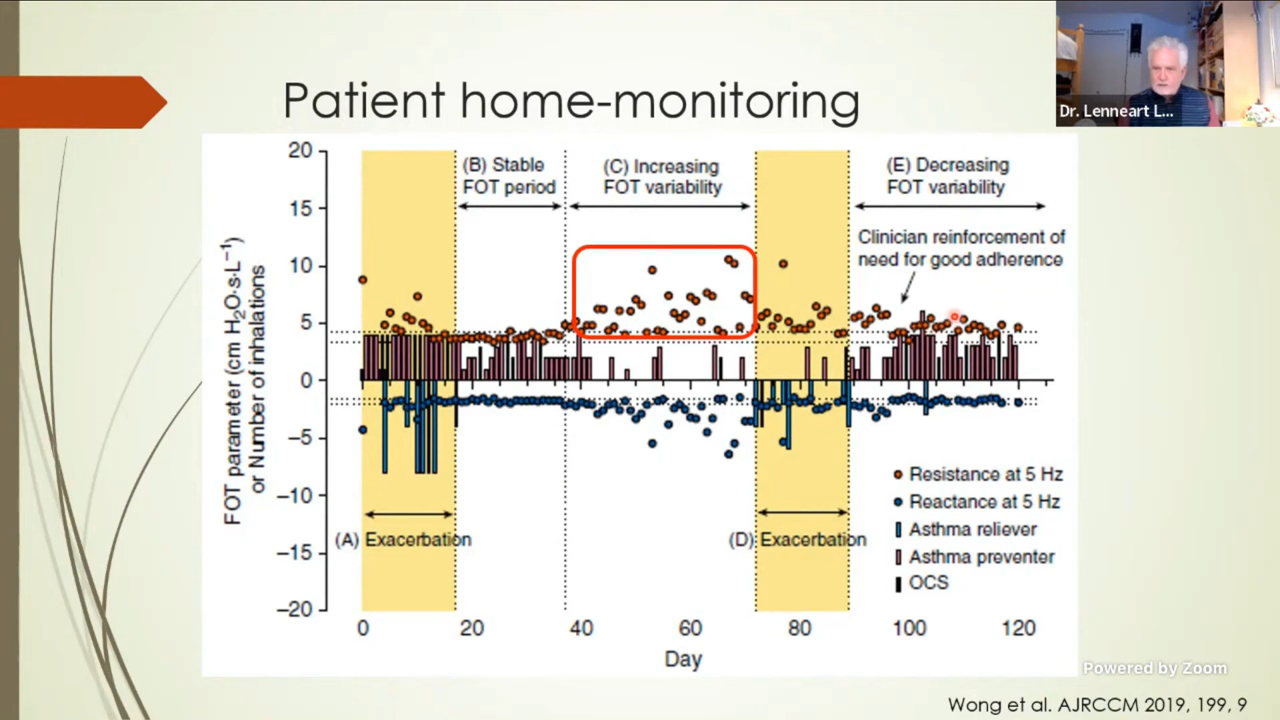 Dr. Lenneart L...
Patient home-monitoring
20
15
10
5
0
−5
−10
−15
−20
FOT parameter (cm H2O·s·L−1)
or Number of inhalations
(B) Stable
FOT period
(C) Increasing
FOT variability
(E) Decreasing
FOT variability
Clinician reinforcement of
need for good adherence
(A) Exacerbation
(D) Exacerbation
Resistance at 5 Hz
Reactance at 5 Hz
Asthma reliever
Asthma preventer
OCS
0 20 40 60 80 100 120
Day
Powered by Zoom
Wong et al. AJRCCM 2019, 199, 9